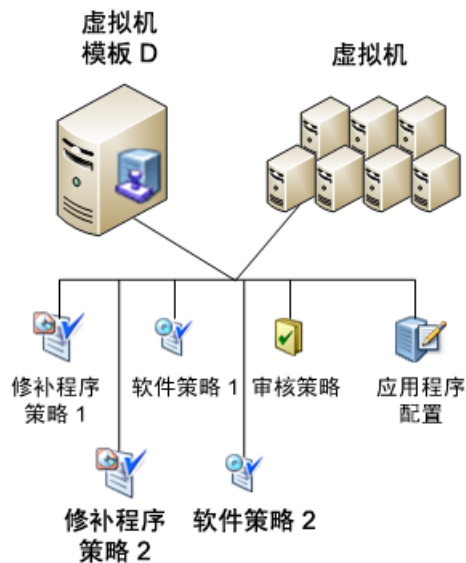 虚拟机
模板 D
虚拟机
修补程序
策略 1
软件策略 1
审核策略
应用程序
配置
修补程序
策略 2
软件策略 2